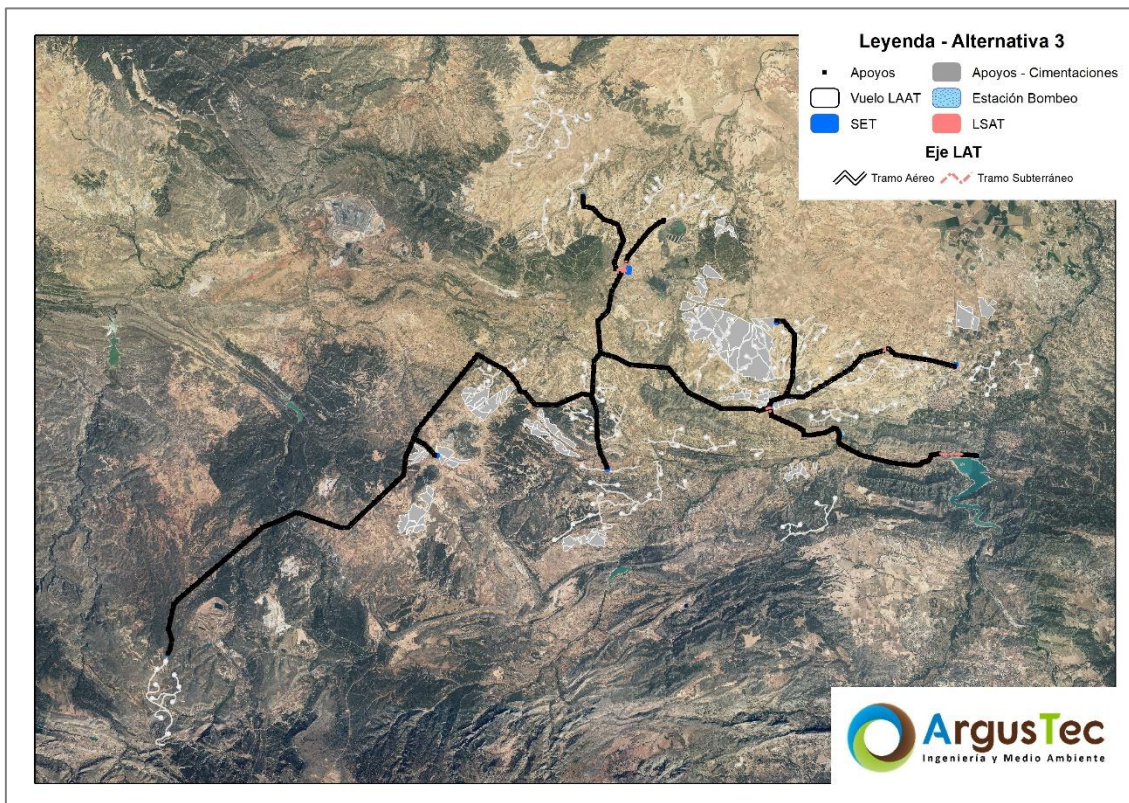 Leyenda - Alternativa 3
Apoyos
Apoyos - Cimentaciones
Vuelo LAAT
Estación Bombeo
SET
LSAT
Eje LAT
Tramo Aéreo
Tramo Subterráneo
ArgusTec
Ingeniería y Medio Ambiente